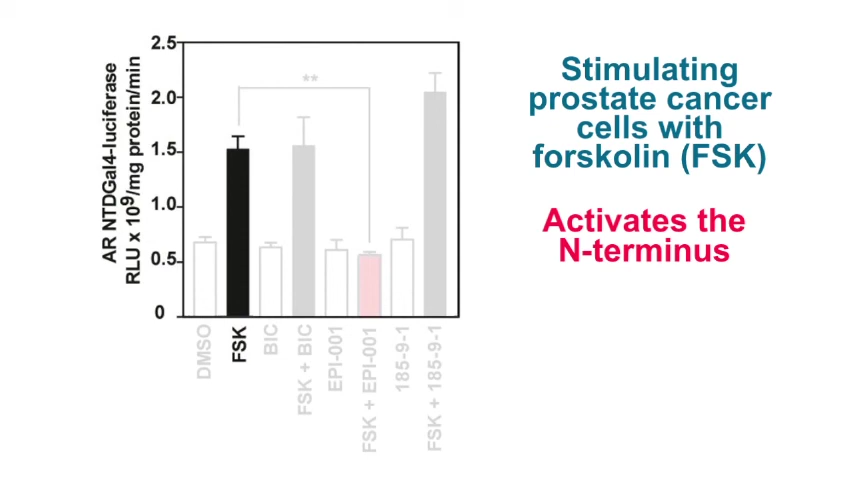 AR NTDGal4-luciferase
RLU x 10⁹/mg protein/min
2.5
2.0
1.5
1.0
0.5
0
**
DMSO
FSK
BIC
FSK + BIC
EPI-001
FSK + EPI-001
185-9-1
FSK + 185-9-1
Stimulating
prostate cancer
cells with
forskolin (FSK)
Activates the
N-terminus